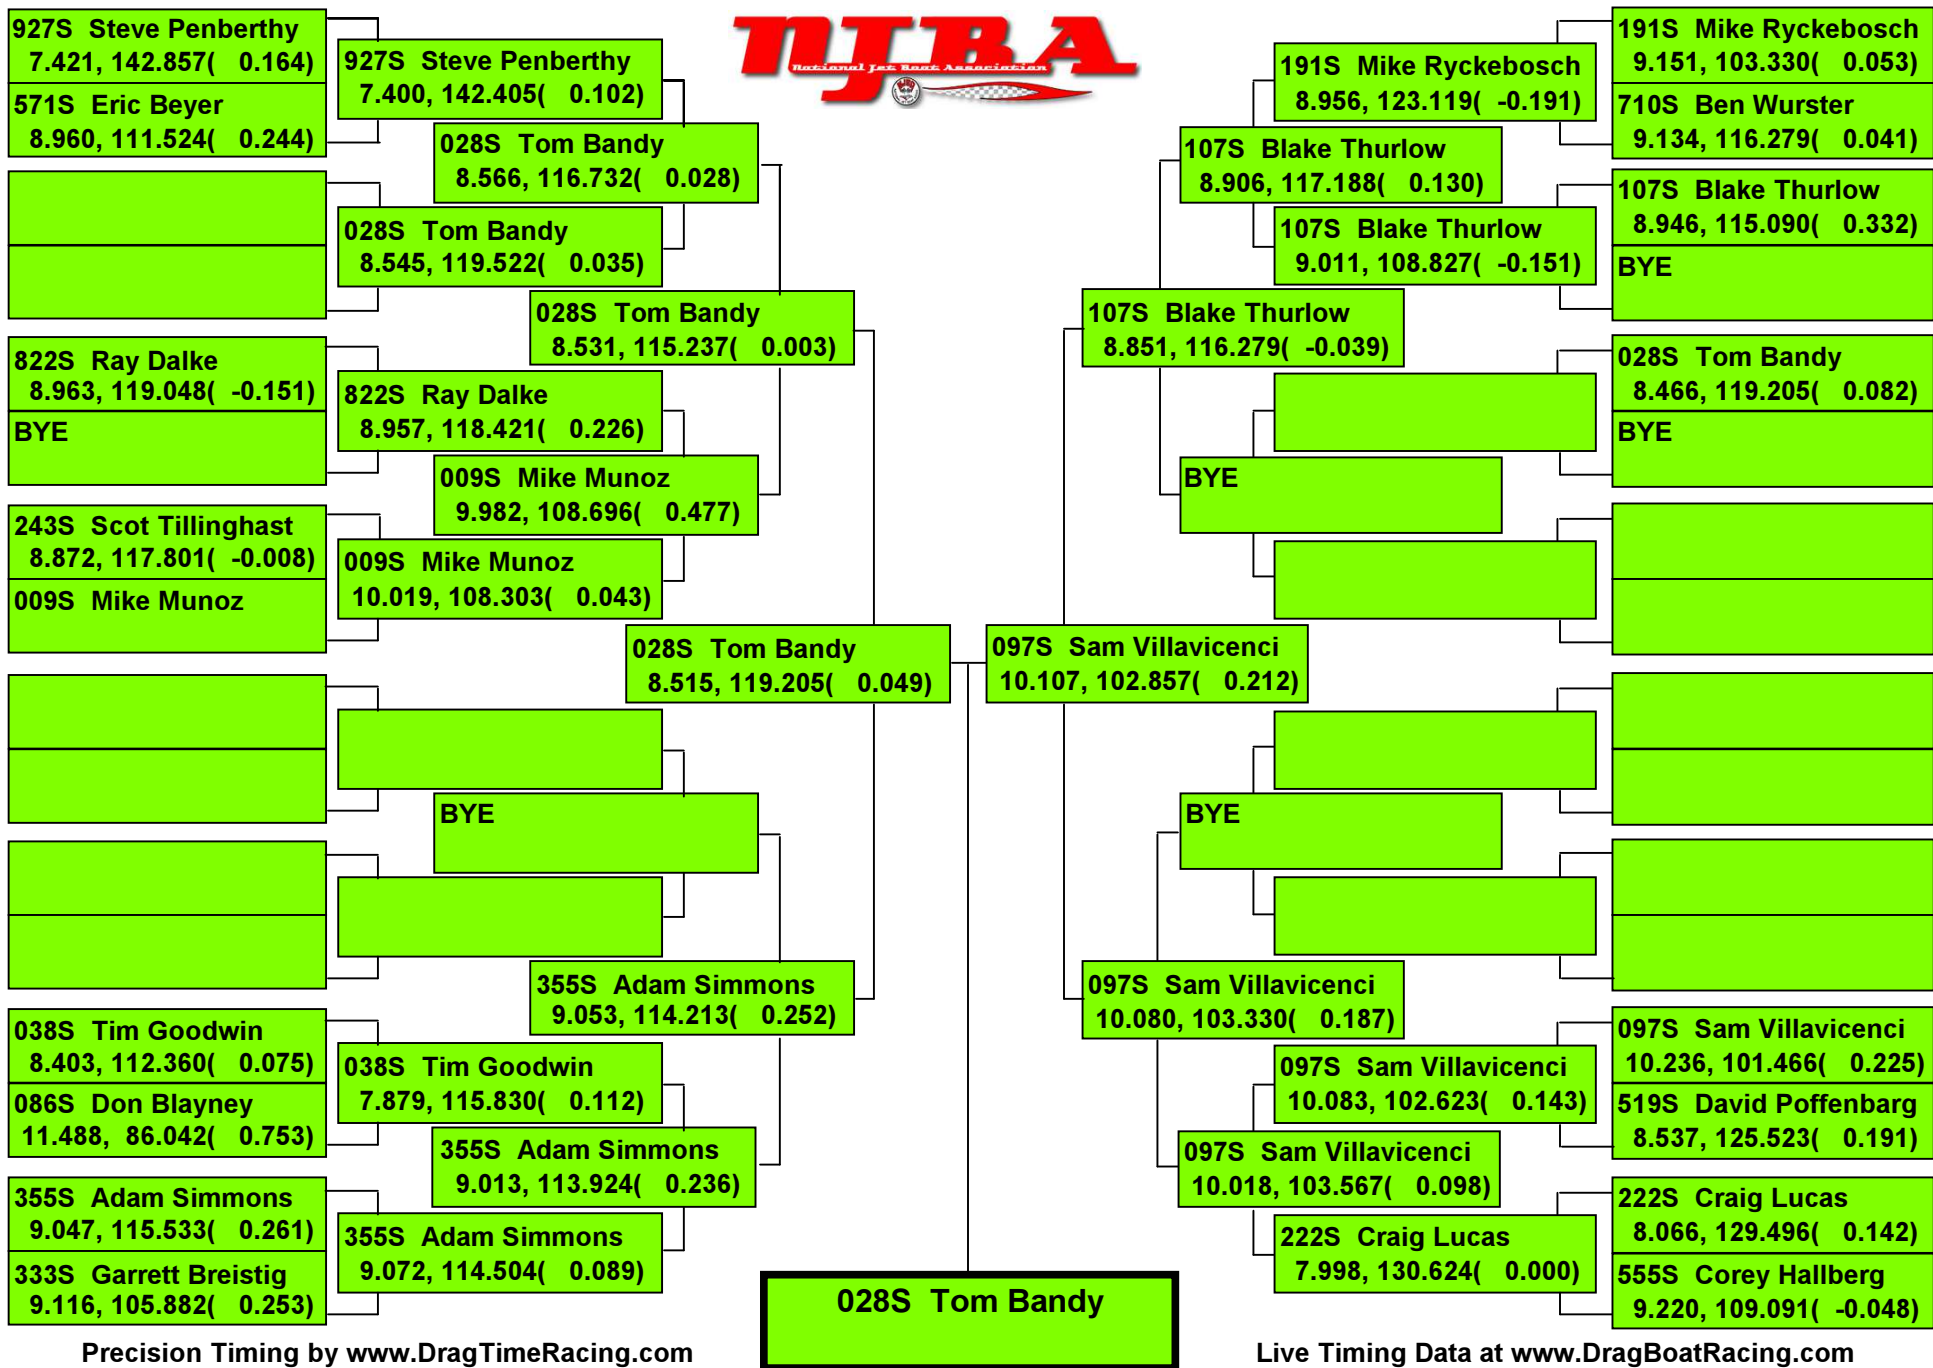 NJBA
National Jet Boat Association
927S Steve Penberthy
7.421, 142.857( 0.164)
571S Eric Beyer
8.960, 111.524( 0.244)
822S Ray Dalke
8.963, 119.048( -0.151)
BYE
243S Scot Tillinghast
8.872, 117.801( -0.008)
009S Mike Munoz
038S Tim Goodwin
8.403, 112.360( 0.075)
086S Don Blayney
11.488, 86.042( 0.753)
355S Adam Simmons
9.047, 115.533( 0.261)
333S Garrett Breistig
9.116, 105.882( 0.253)
927S Steve Penberthy
7.400, 142.405( 0.102)
028S Tom Bandy
8.545, 119.522( 0.035)
822S Ray Dalke
8.957, 118.421( 0.226)
009S Mike Munoz
10.019, 108.303( 0.043)
038S Tim Goodwin
7.879, 115.830( 0.112)
355S Adam Simmons
9.072, 114.504( 0.089)
028S Tom Bandy
8.566, 116.732( 0.028)
009S Mike Munoz
9.982, 108.696( 0.477)
BYE
355S Adam Simmons
9.013, 113.924( 0.236)
028S Tom Bandy
8.531, 115.237( 0.003)
355S Adam Simmons
9.053, 114.213( 0.252)
028S Tom Bandy
8.515, 119.205( 0.049)
028S Tom Bandy
097S Sam Villavicenci
10.107, 102.857( 0.212)
107S Blake Thurlow
8.851, 116.279( -0.039)
097S Sam Villavicenci
10.080, 103.330( 0.187)
107S Blake Thurlow
8.906, 117.188( 0.130)
BYE
BYE
097S Sam Villavicenci
10.018, 103.567( 0.098)
191S Mike Ryckebosch
8.956, 123.119( -0.191)
107S Blake Thurlow
9.011, 108.827( -0.151)
097S Sam Villavicenci
10.083, 102.623( 0.143)
222S Craig Lucas
7.998, 130.624( 0.000)
191S Mike Ryckebosch
9.151, 103.330( 0.053)
710S Ben Wurster
9.134, 116.279( 0.041)
107S Blake Thurlow
8.946, 115.090( 0.332)
BYE
028S Tom Bandy
8.466, 119.205( 0.082)
BYE
097S Sam Villavicenci
10.236, 101.466( 0.225)
519S David Poffenbarg
8.537, 125.523( 0.191)
222S Craig Lucas
8.066, 129.496( 0.142)
555S Corey Hallberg
9.220, 109.091( -0.048)
Precision Timing by www.DragTimeRacing.com
Live Timing Data at www.DragBoatRacing.com